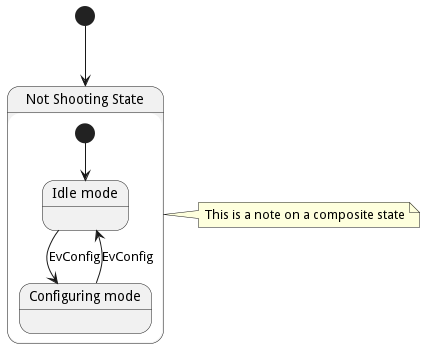 Not Shooting State
Idle mode
This is a note on a composite state
EvConfig EvConfig
Configuring mode